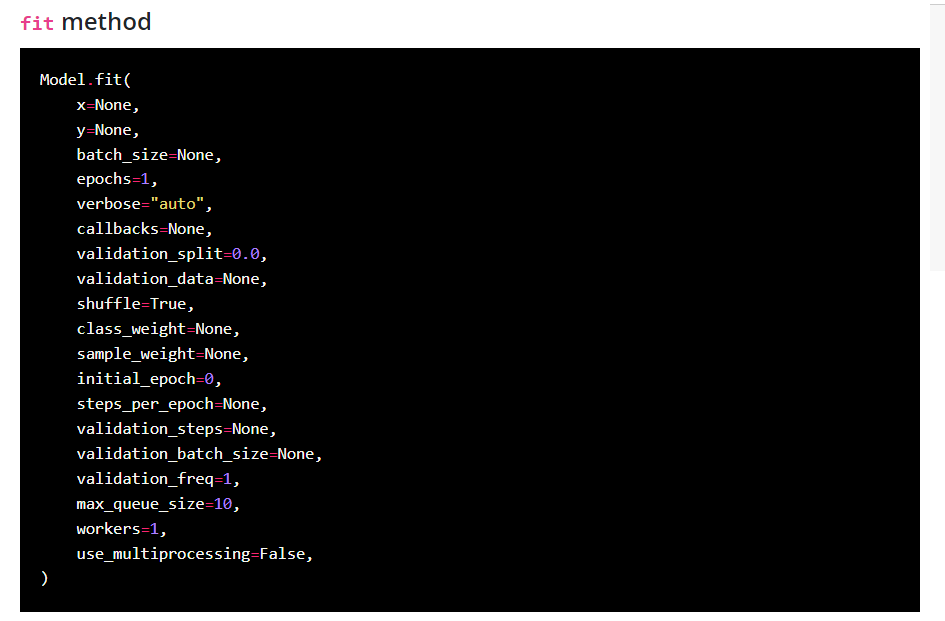 fit method
Model.fit(
    x=None,
    y=None,
    batch_size=None,
    epochs=1,
    verbose="auto",
    callbacks=None,
    validation_split=0.0,
    validation_data=None,
    shuffle=True,
    class_weight=None,
    sample_weight=None,
    initial_epoch=0,
    steps_per_epoch=None,
    validation_steps=None,
    validation_batch_size=None,
    validation_freq=1,
    max_queue_size=10,
    workers=1,
    use_multiprocessing=False,
)